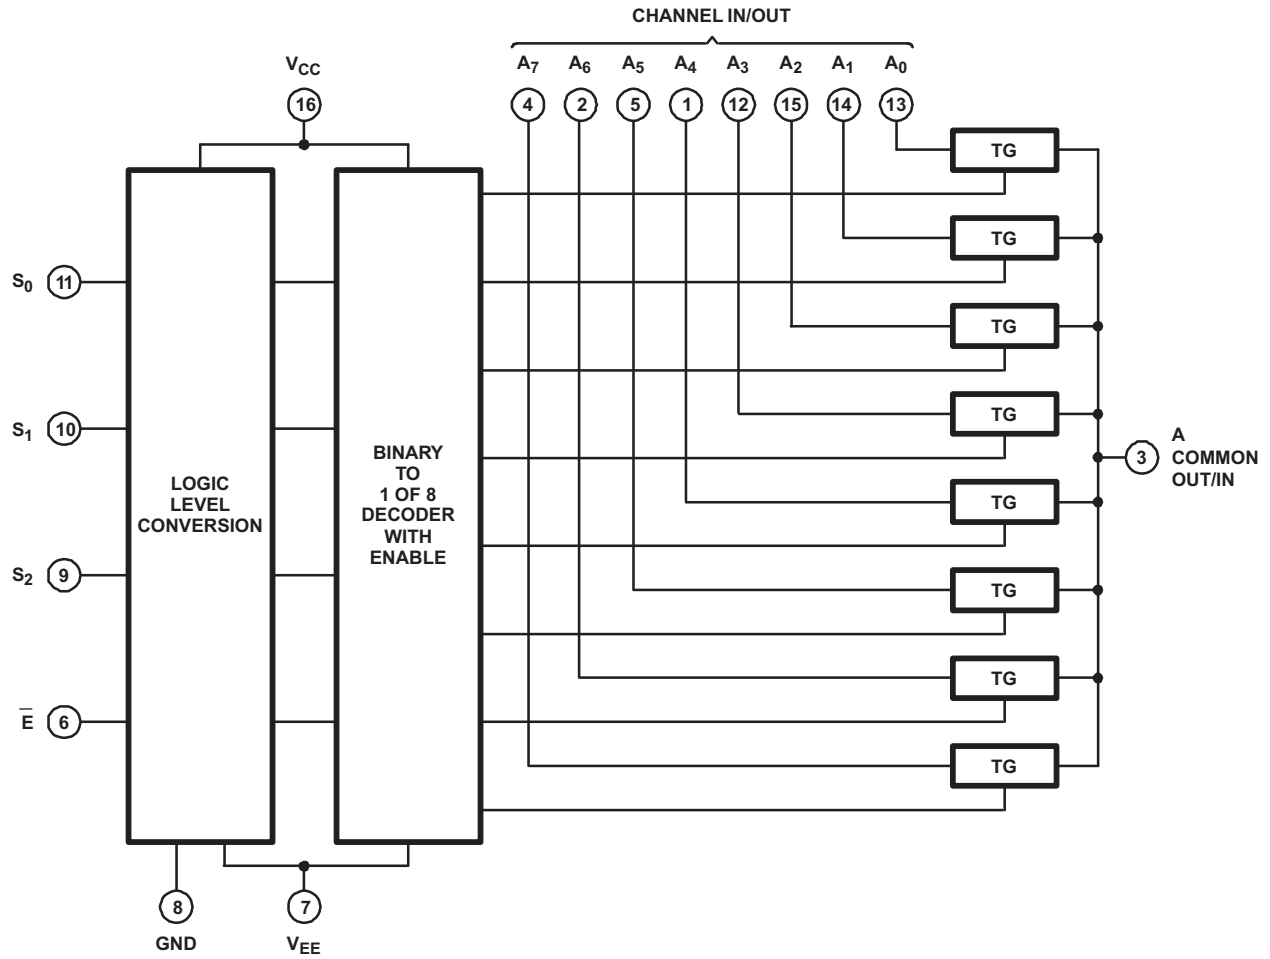 CHANNEL IN/OUT
VCC A7 A6 A5 A4 A3 A2 A1 A0
16 4 2 5 1 12 15 14 13
TG
TG
S0 11
TG
TG
S1 10
BINARY
TO
1 OF 8
DECODER
WITH
ENABLE
LOGIC
LEVEL
CONVERSION
3 A
COMMON
OUT/IN
TG
S2 9
TG
TG
E̅ 6
TG
8 7
GND VEE